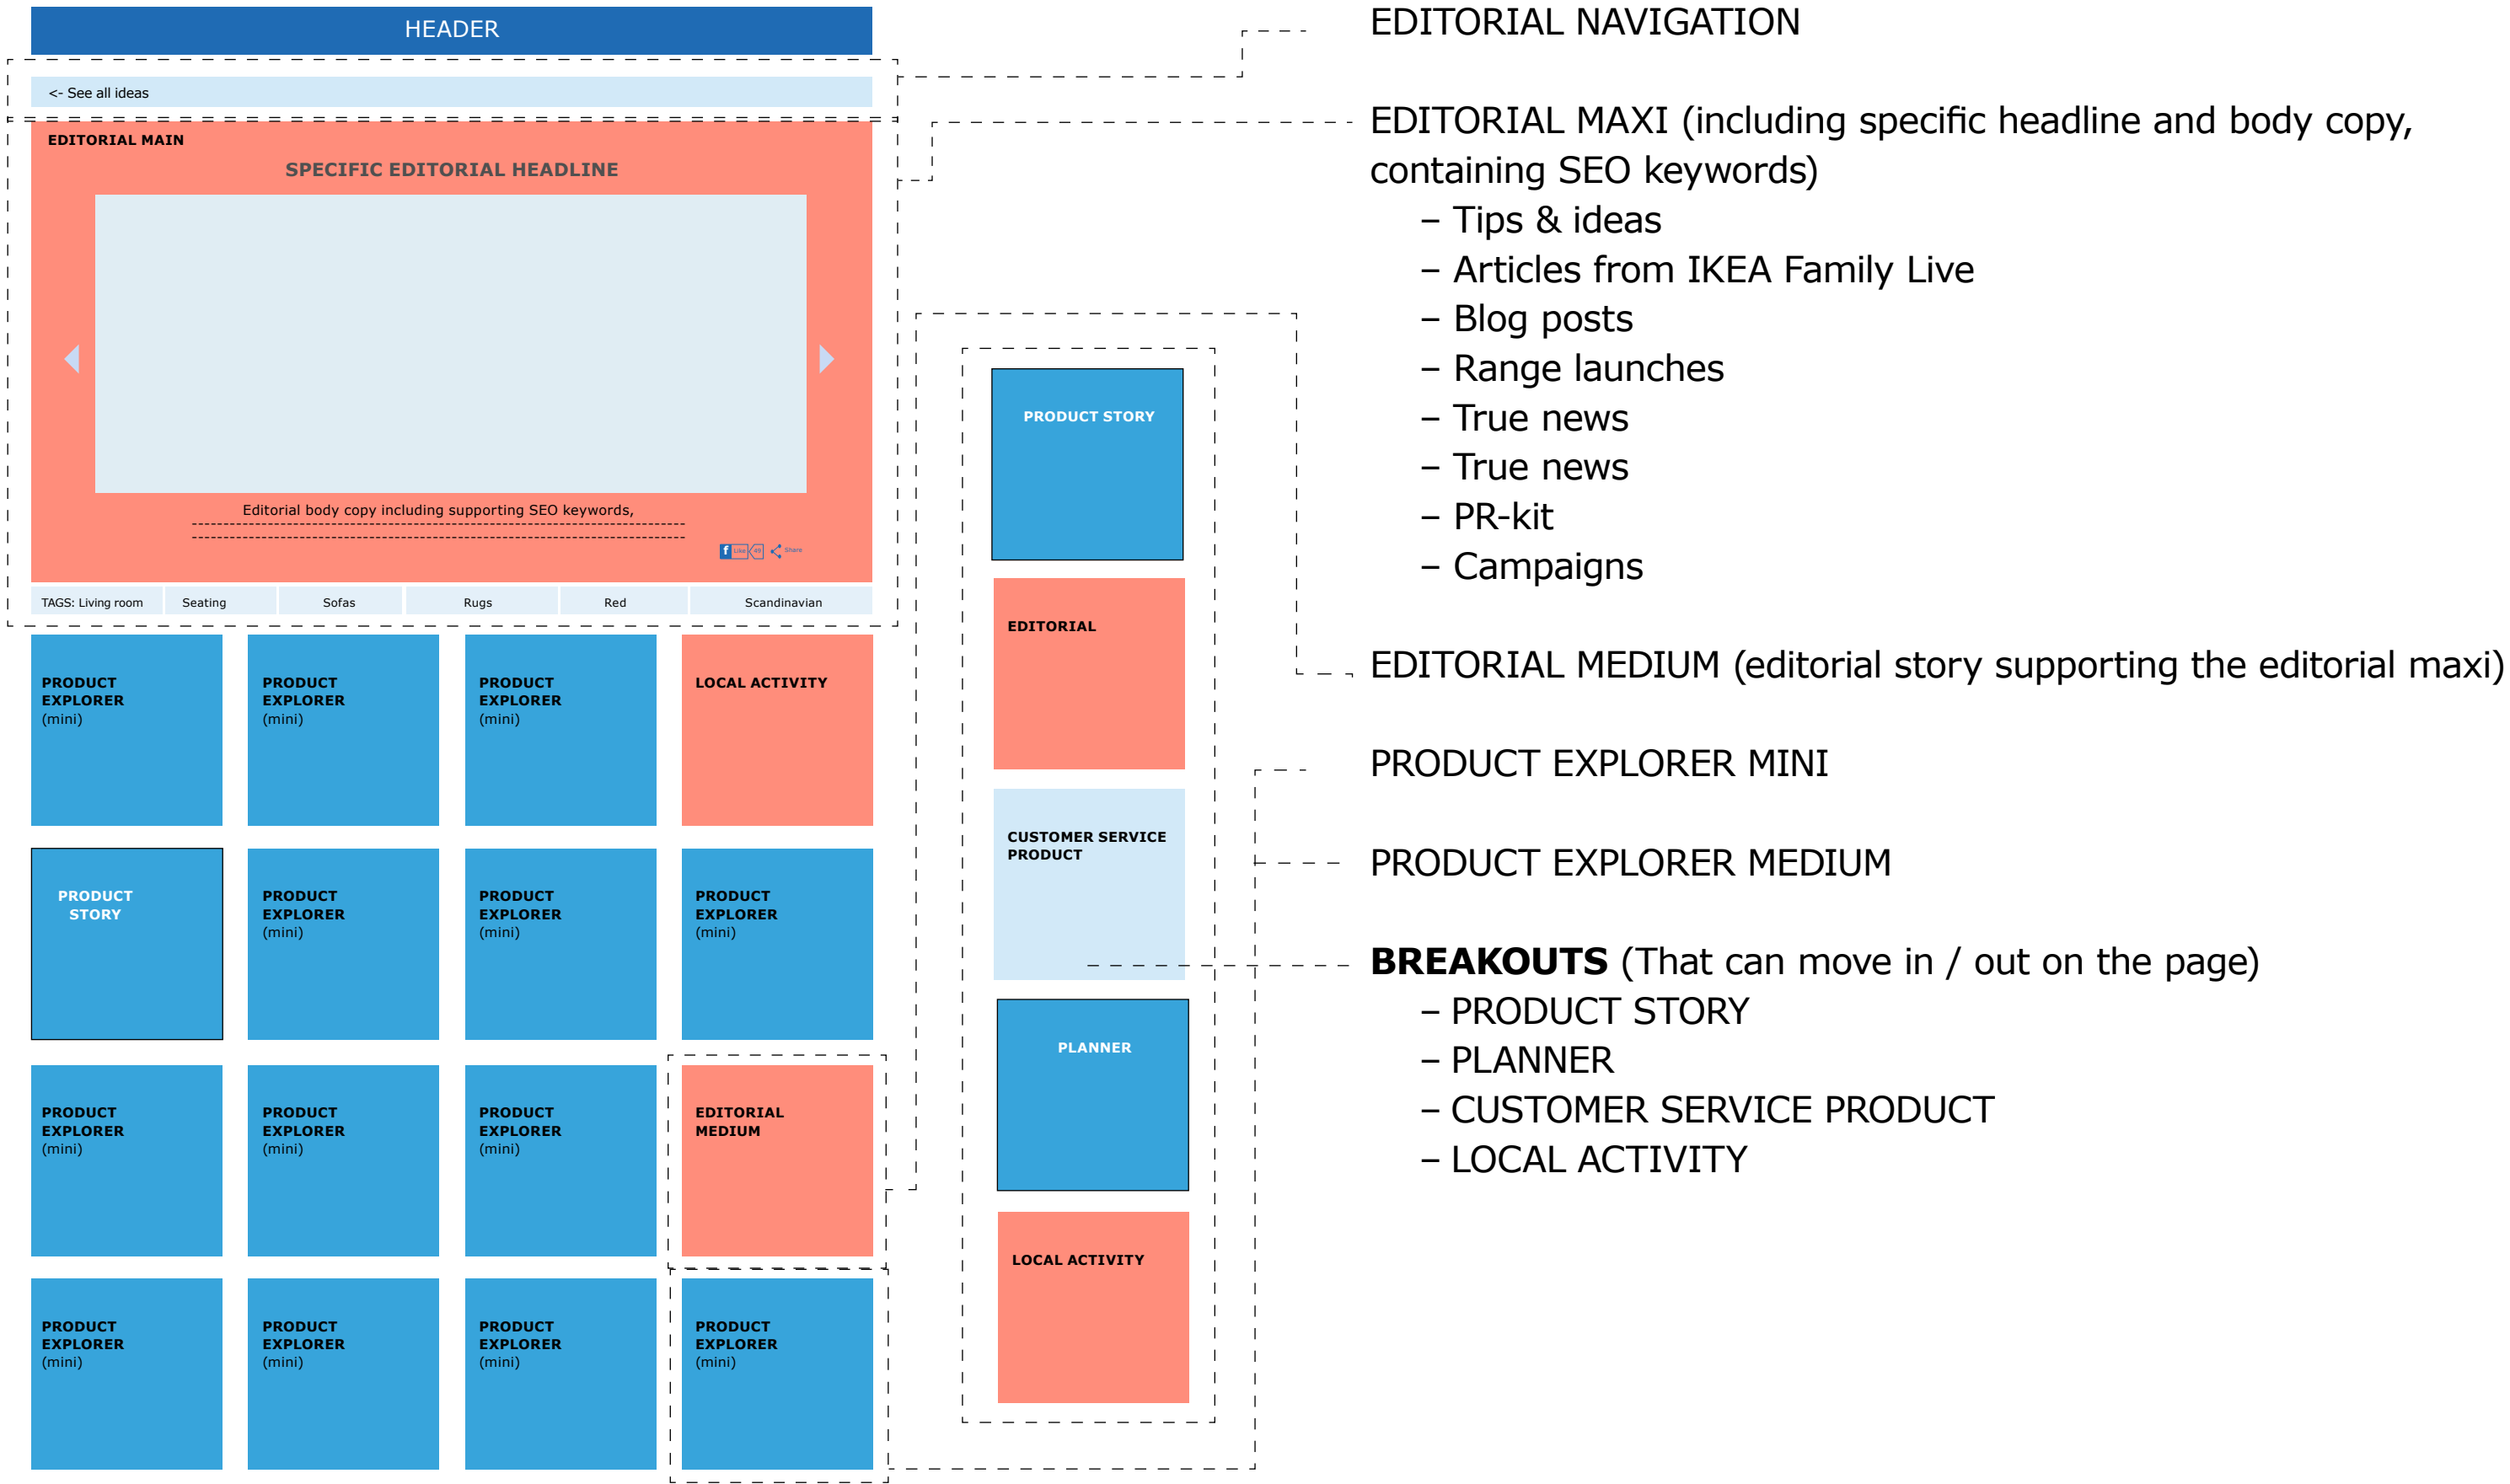 HEADER
<- See all ideas
EDITORIAL MAIN
SPECIFIC EDITORIAL HEADLINE
Editorial body copy including supporting SEO keywords,
f Like 49 Share
TAGS: Living room Seating Sofas Rugs Red Scandinavian
PRODUCT
EXPLORER
(mini)
PRODUCT
EXPLORER
(mini)
PRODUCT
EXPLORER
(mini)
LOCAL ACTIVITY
PRODUCT
STORY
PRODUCT
EXPLORER
(mini)
PRODUCT
EXPLORER
(mini)
PRODUCT
EXPLORER
(mini)
PRODUCT
EXPLORER
(mini)
PRODUCT
EXPLORER
(mini)
PRODUCT
EXPLORER
(mini)
EDITORIAL
MEDIUM
PRODUCT
EXPLORER
(mini)
PRODUCT
EXPLORER
(mini)
PRODUCT
EXPLORER
(mini)
PRODUCT
EXPLORER
(mini)
PRODUCT STORY
EDITORIAL
CUSTOMER SERVICE
PRODUCT
PLANNER
LOCAL ACTIVITY
EDITORIAL NAVIGATION
EDITORIAL MAXI (including specific headline and body copy,
containing SEO keywords)
– Tips & ideas
– Articles from IKEA Family Live
– Blog posts
– Range launches
– True news
– True news
– PR-kit
– Campaigns
EDITORIAL MEDIUM (editorial story supporting the editorial maxi)
PRODUCT EXPLORER MINI
PRODUCT EXPLORER MEDIUM
BREAKOUTS (That can move in / out on the page)
– PRODUCT STORY
– PLANNER
– CUSTOMER SERVICE PRODUCT
– LOCAL ACTIVITY